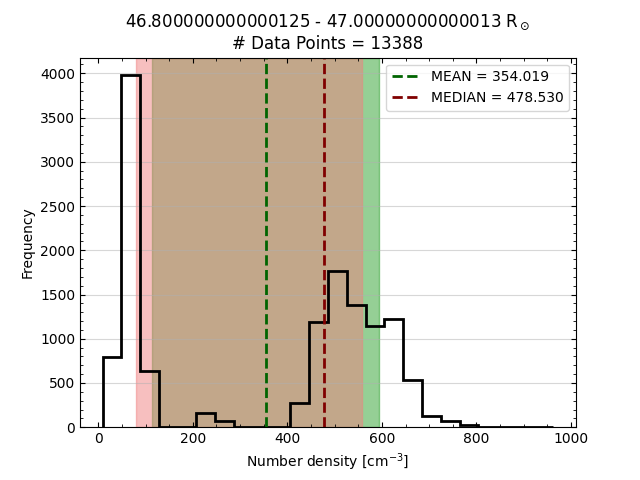 46.800000000000125 - 47.00000000000013 R⊙
# Data Points = 13388
MEAN = 354.019
MEDIAN = 478.530
Frequency
4000
3500
3000
2500
2000
1500
1000
500
0
0 200 400 600 800 1000
Number density [cm⁻³]